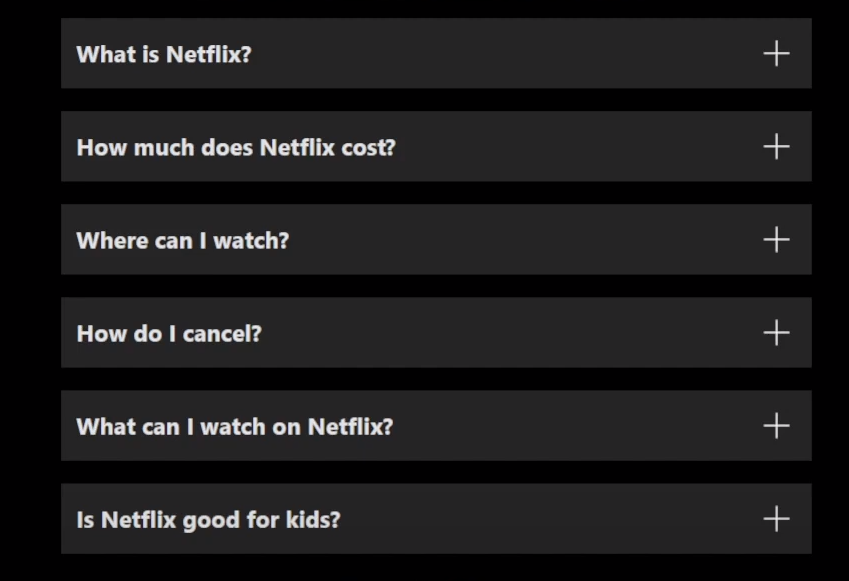 What is Netflix?
How much does Netflix cost?
Where can I watch?
How do I cancel?
What can I watch on Netflix?
Is Netflix good for kids?